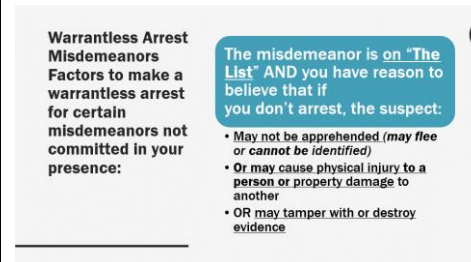 Warrantless Arrest
Misdemeanors
Factors to make a
warrantless arrest
for certain
misdemeanors not
committed in your
presence:
The misdemeanor is on “The
List” AND you have reason to
believe that if
you don’t arrest, the suspect:
• May not be apprehended (may flee
or cannot be identified)
• Or may cause physical injury to a
person or property damage to
another
• OR may tamper with or destroy
evidence